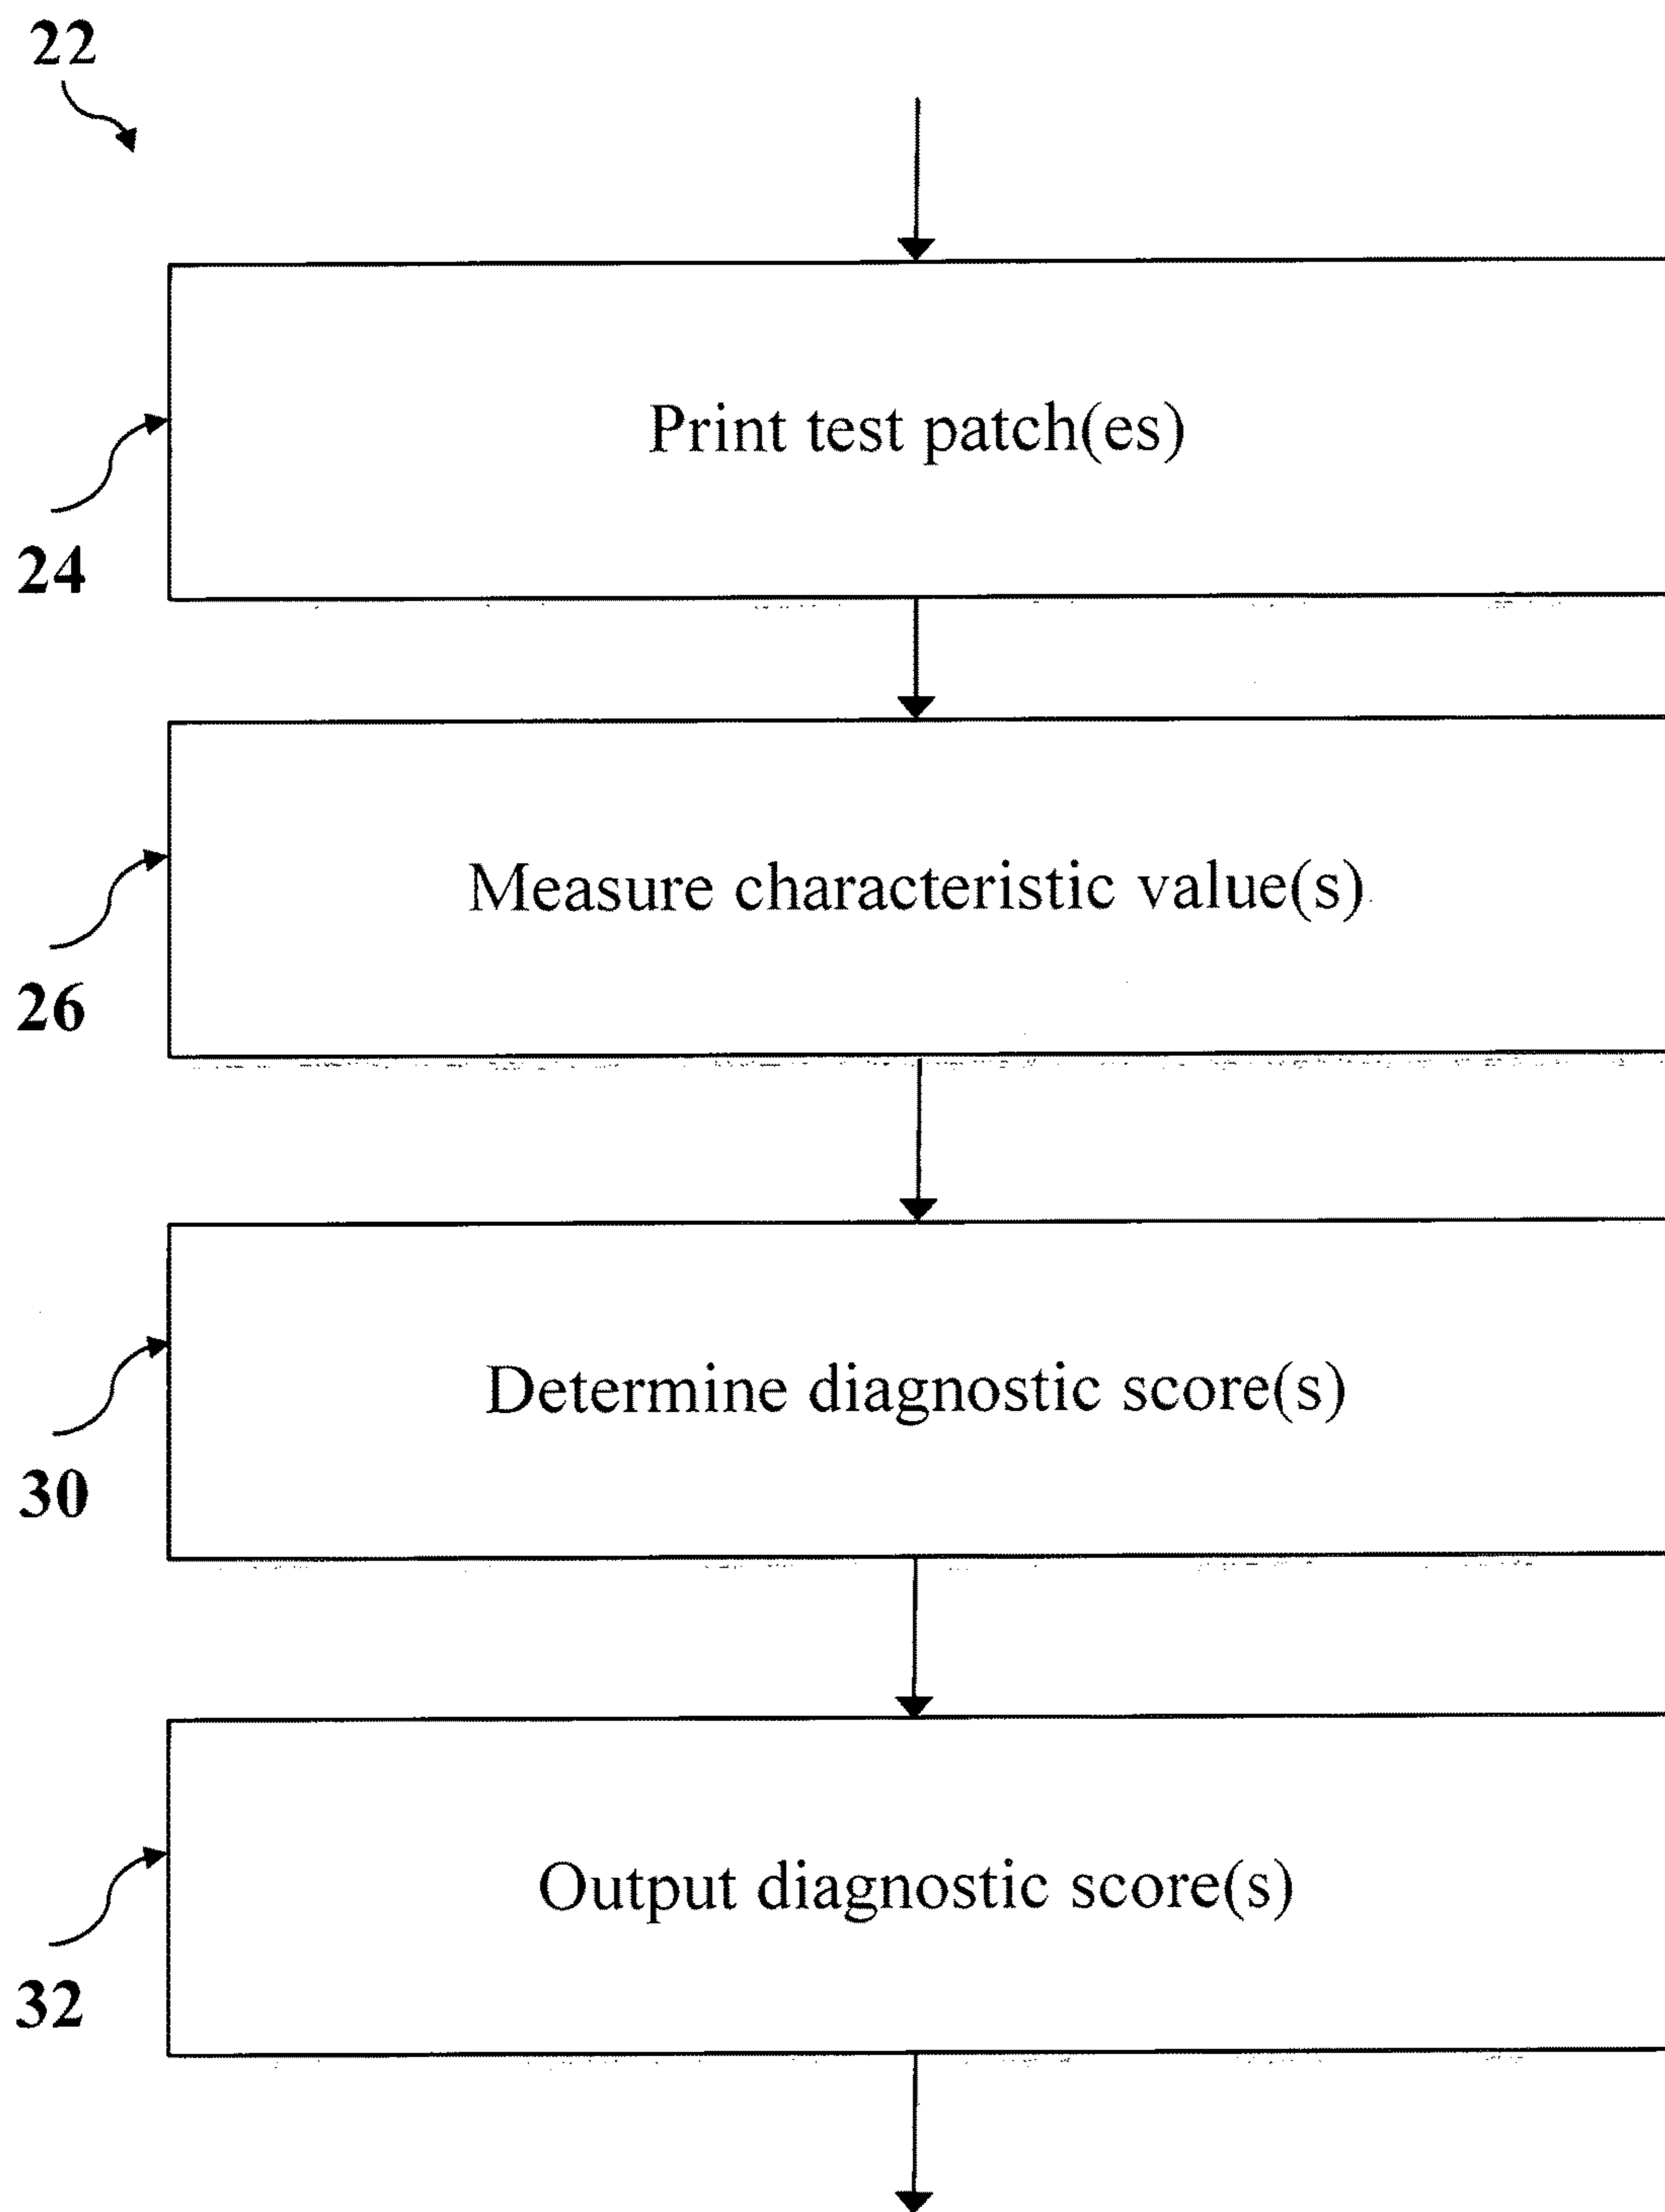 22
Print test patch(es)
24
Measure characteristic value(s)
26
Determine diagnostic score(s)
30
Output diagnostic score(s)
32